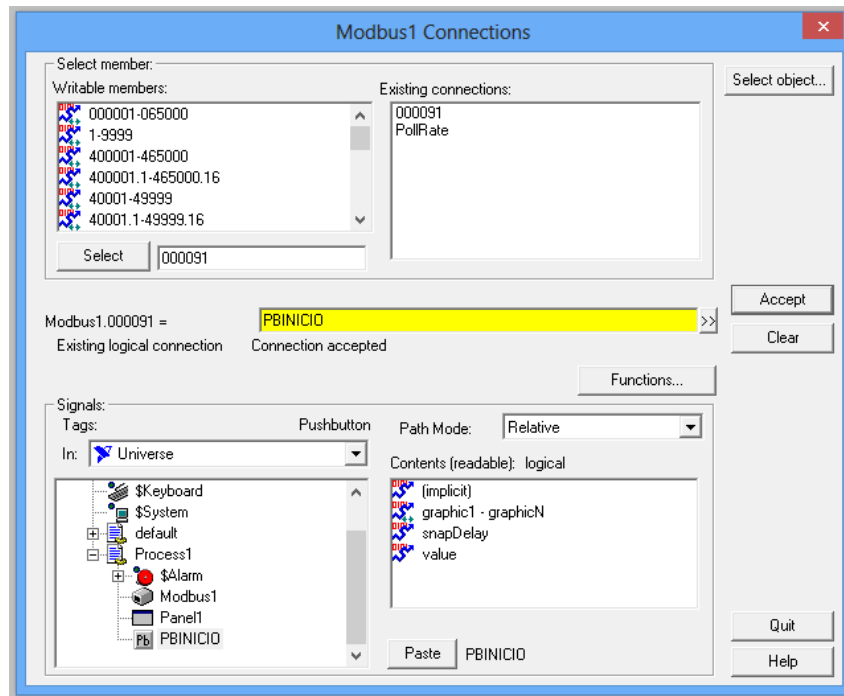 Modbus1 Connections
Select member:
Writable members:
000001-065000
1-9999
400001-465000
400001.1-465000.16
40001-49999
40001.1-49999.16
Select
000091
Existing connections:
000091
PollRate
Select object...
Modbus1.000091 =
PBINICIO
>>
Existing logical connection
Connection accepted
Accept
Clear
Functions...
Signals:
Tags:
Pushbutton
In:
Universe
$Keyboard
$System
default
Process1
$Alarm
Modbus1
Panel1
Pb PBINICIO
Path Mode:
Relative
Contents (readable): logical
(implicit)
graphic1 - graphicN
snapDelay
value
Paste
PBINICIO
Quit
Help